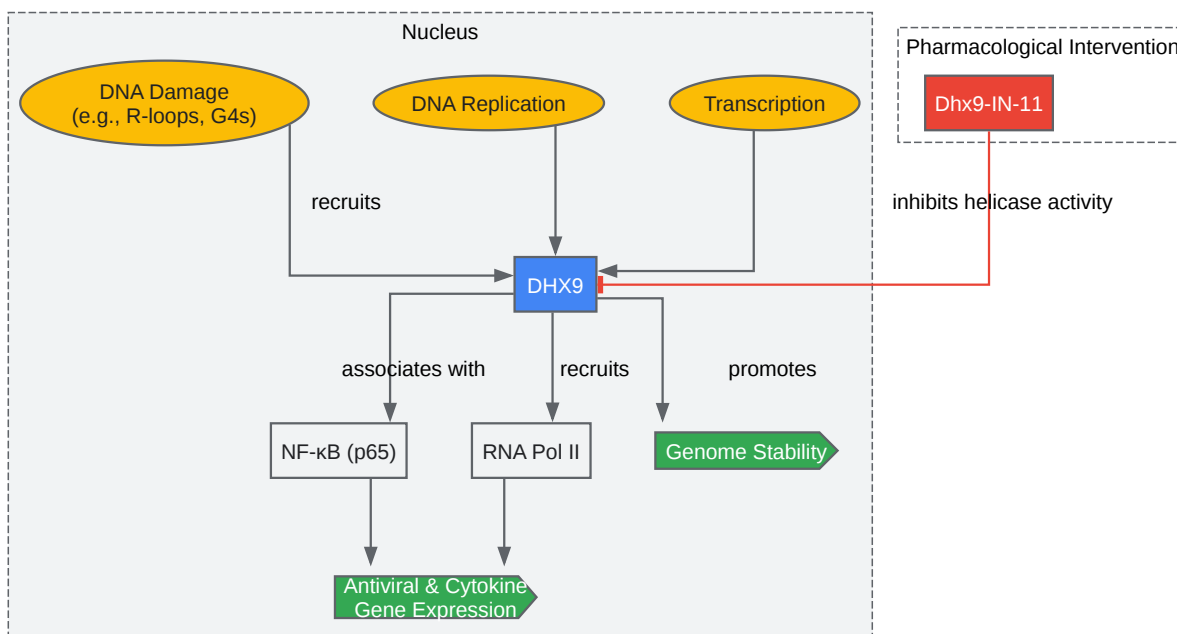 Nucleus
Pharmacological Intervention
DNA Damage
(e.g., R-loops, G4s)
DNA Replication
Transcription
Dhx9-IN-11
recruits
inhibits helicase activity
DHX9
associates with
recruits
promotes
NF-κB (p65)
RNA Pol II
Genome Stability
Antiviral & Cytokine
Gene Expression